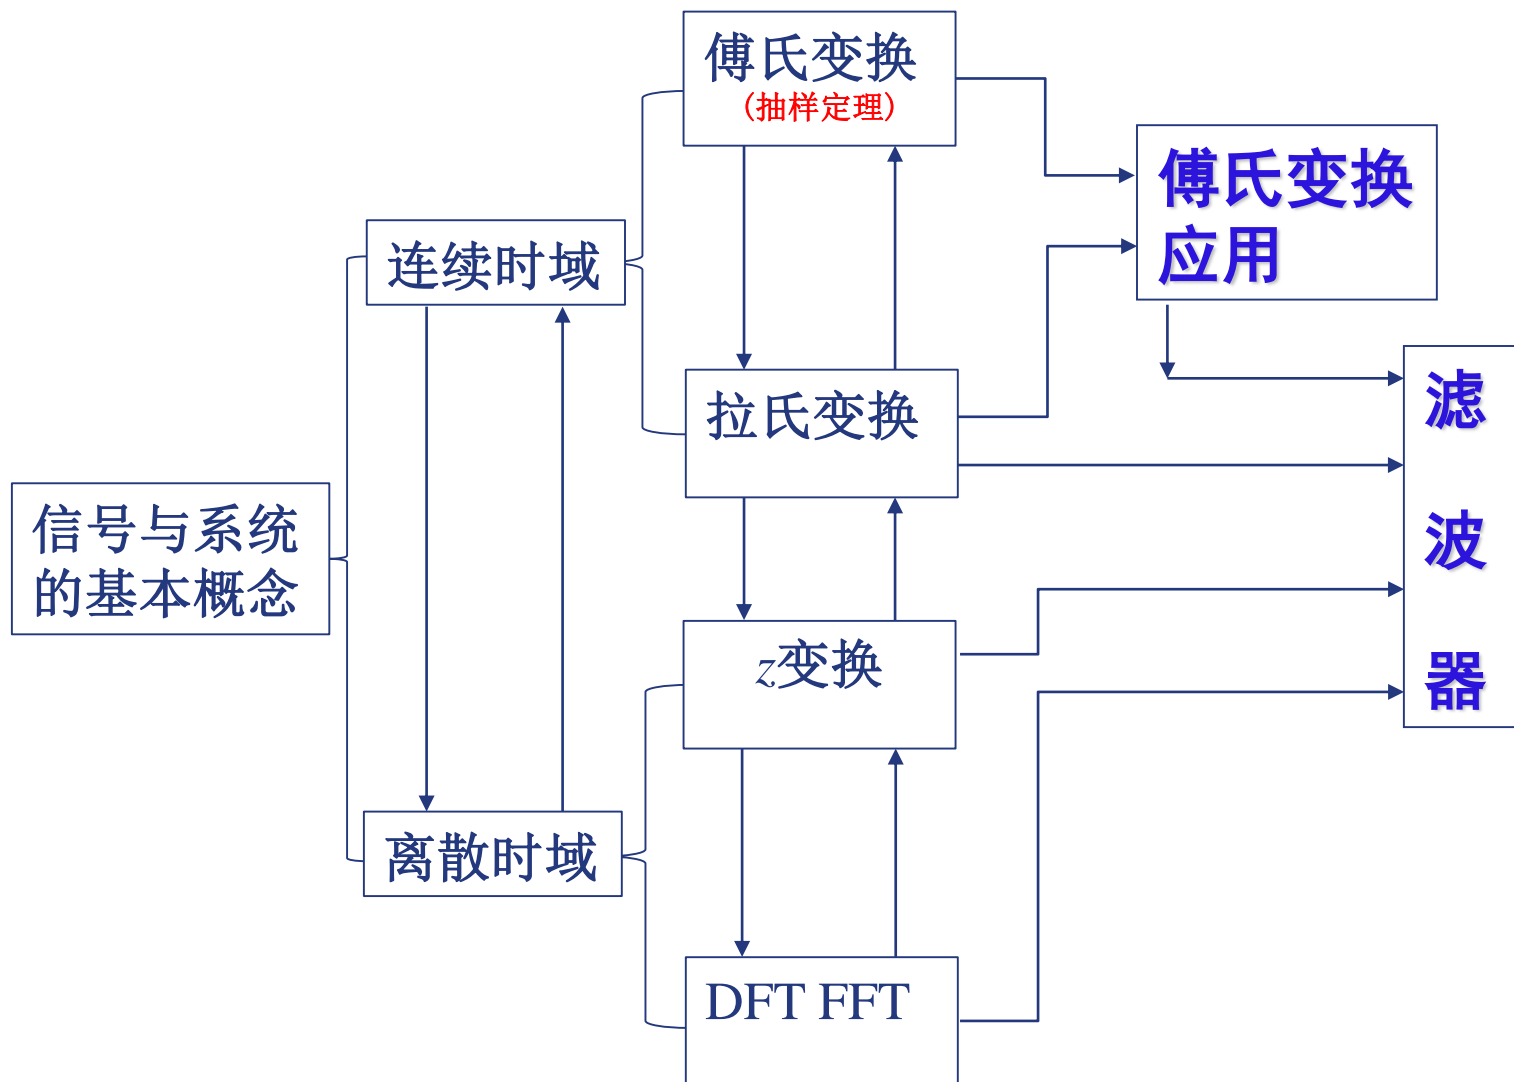 傅氏变换
（抽样定理）
傅氏变换
应用
连续时域
滤
波
器
拉氏变换
信号与系统
的基本概念
z变换
离散时域
DFT FFT